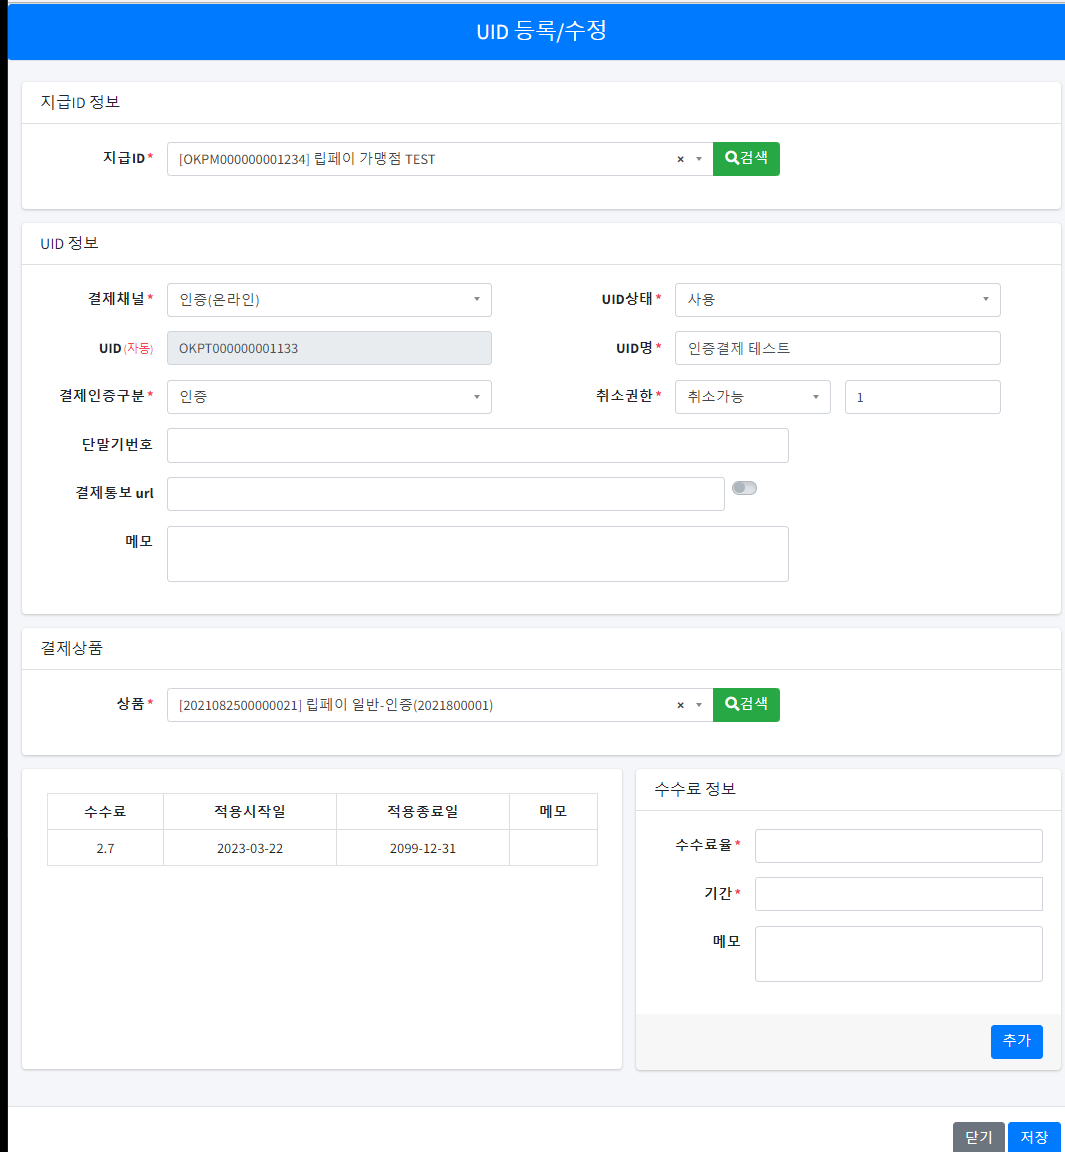 UID 등록/수정
지급ID 정보
지급ID* [OKPM000000001234] 립페이 가맹점 TEST × 검색
UID 정보
결제채널* 인증(온라인) UID상태* 사용
UID(자동) OKPT000000001133 UID명* 인증결제 테스트
결제인증구분* 인증 취소권한* 취소가능 1
단말기번호
결제통보 url
메모
결제상품
상품* [2021082500000021] 립페이 일반-인증(2021800001) × 검색
수수료 적용시작일 적용종료일 메모
2.7 2023-03-22 2099-12-31
수수료 정보
수수료율*
기간*
메모
추가
닫기 저장